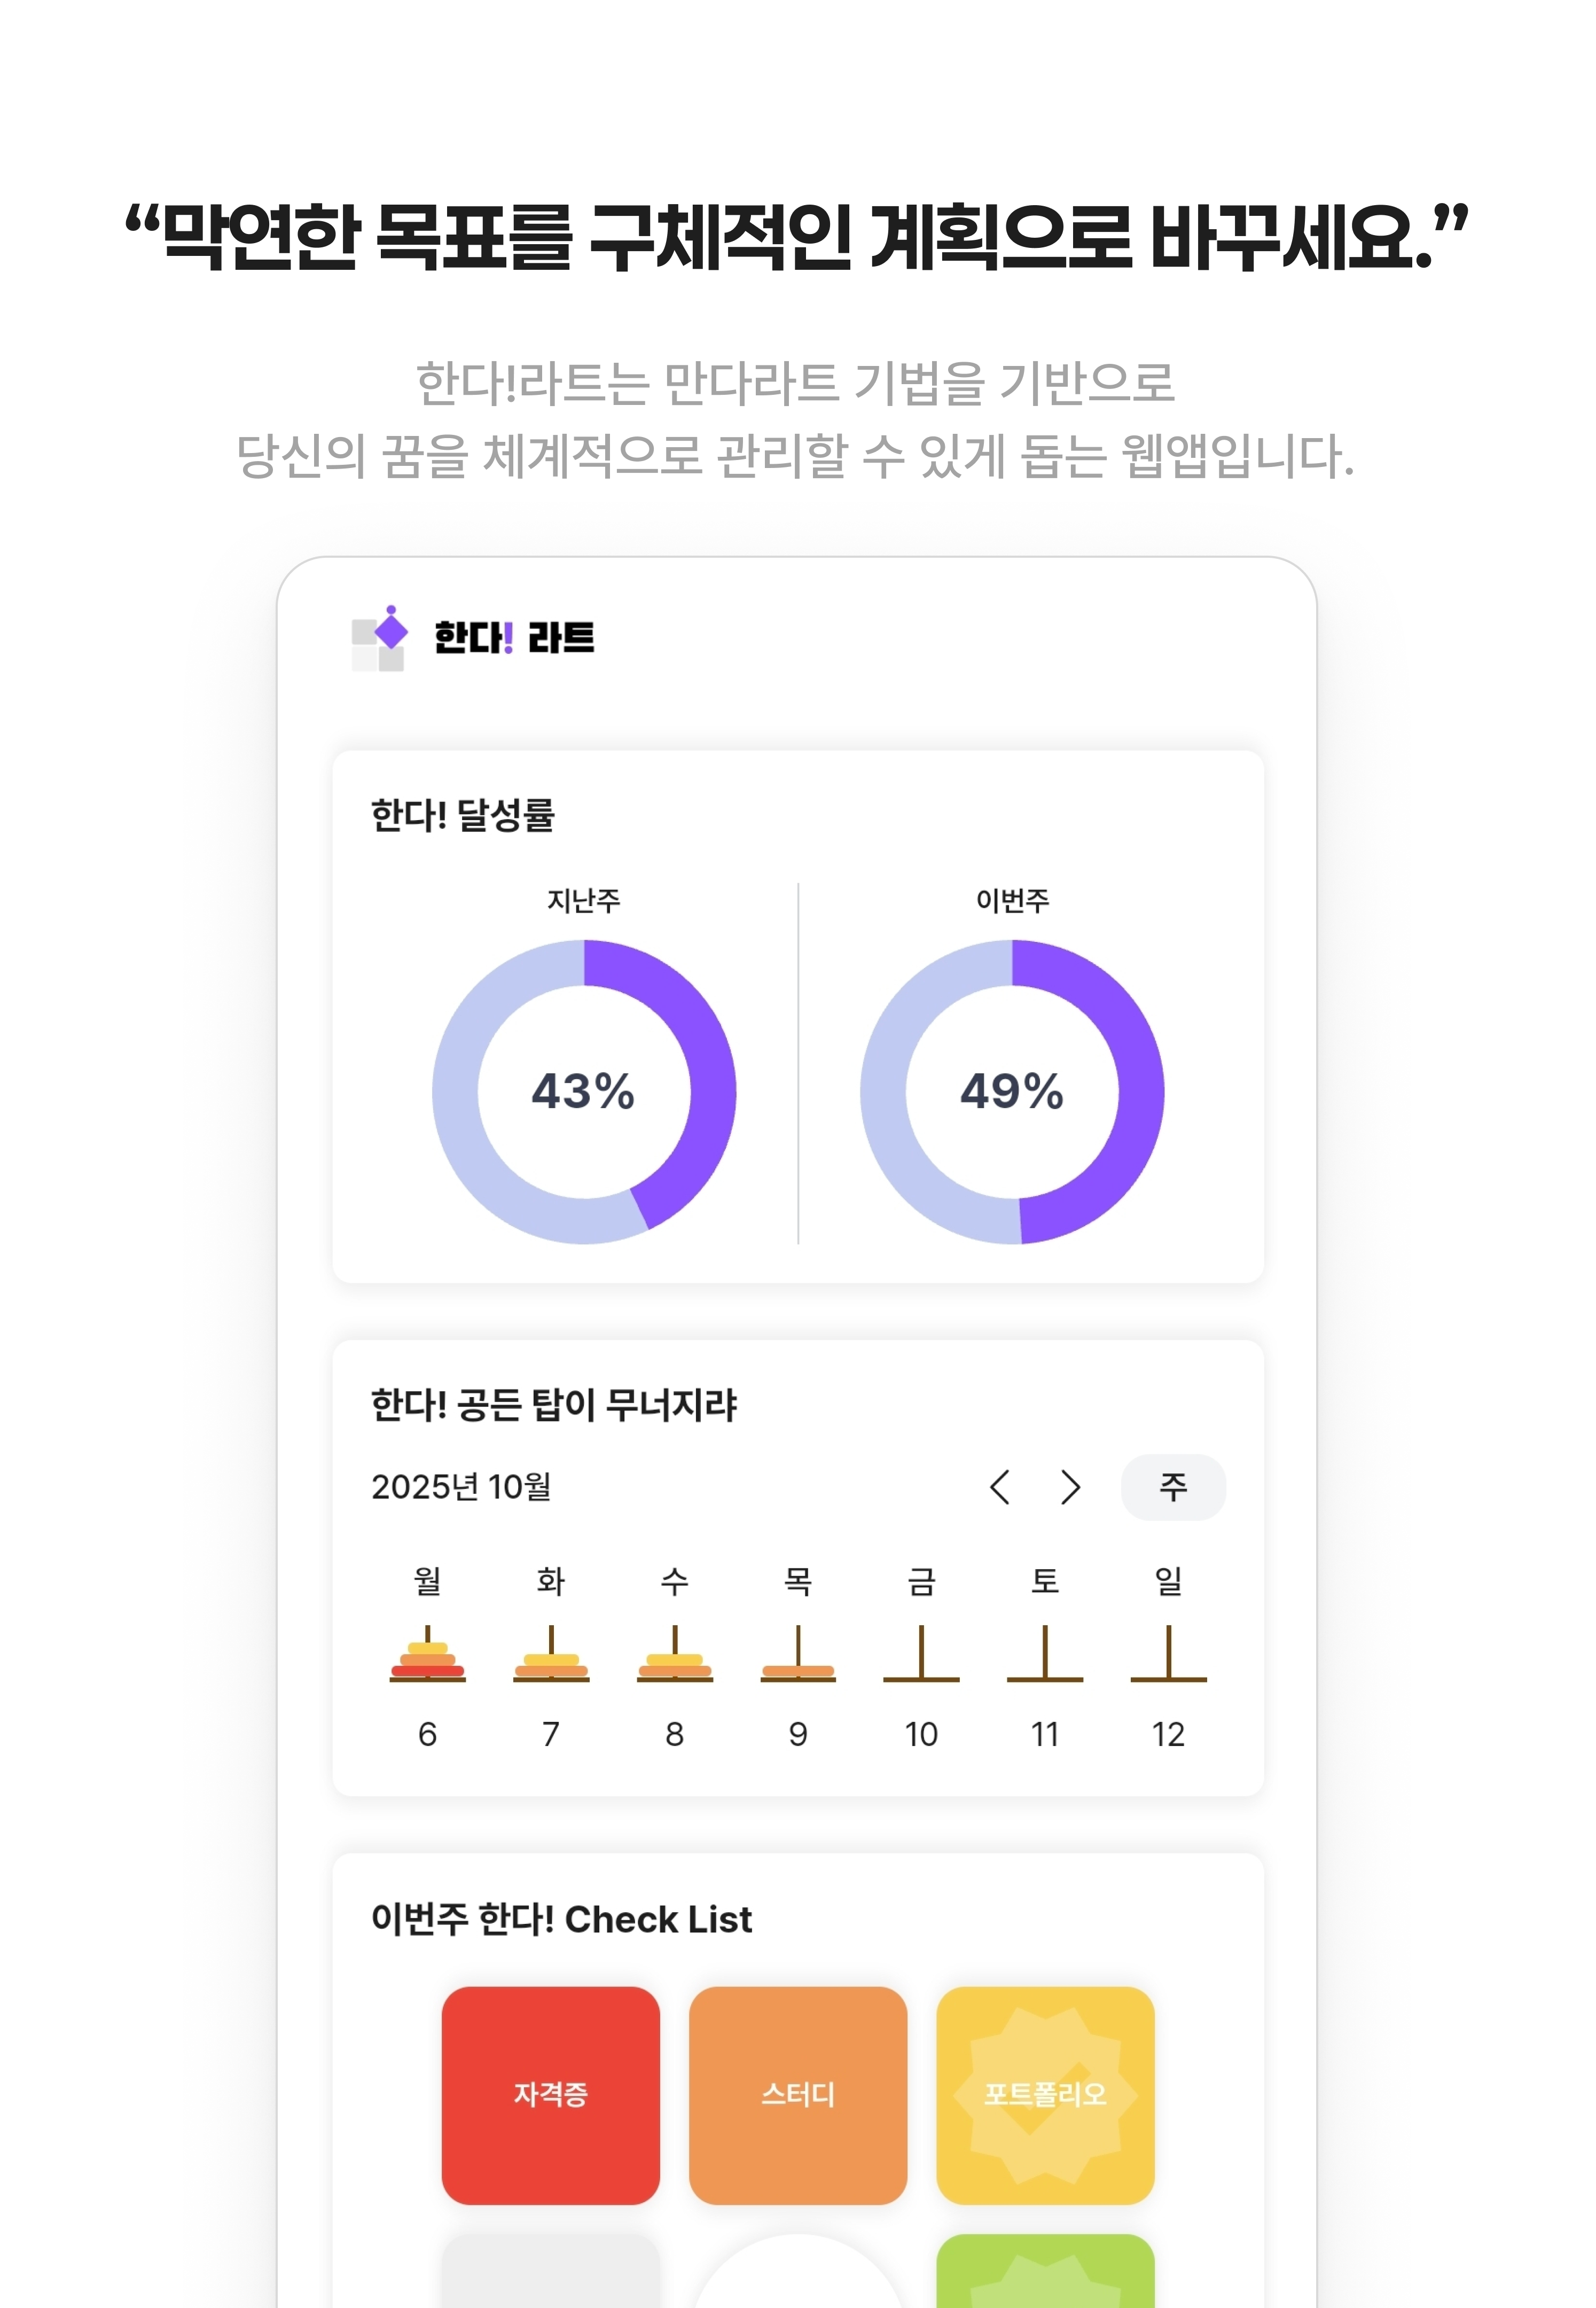 “막연한 목표를 구체적인 계획으로 바꾸세요.”
한다!라트는 만다라트 기법을 기반으로
당신의 꿈을 체계적으로 관리할 수 있게 돕는 웹앱입니다.
한다! 라트
한다! 달성률
지난주 이번주
43% 49%
한다! 공든 탑이 무너지랴
2025년 10월 주
월 화 수 목 금 토 일
6 7 8 9 10 11 12
이번주 한다! Check List
자격증 스터디 포트폴리오